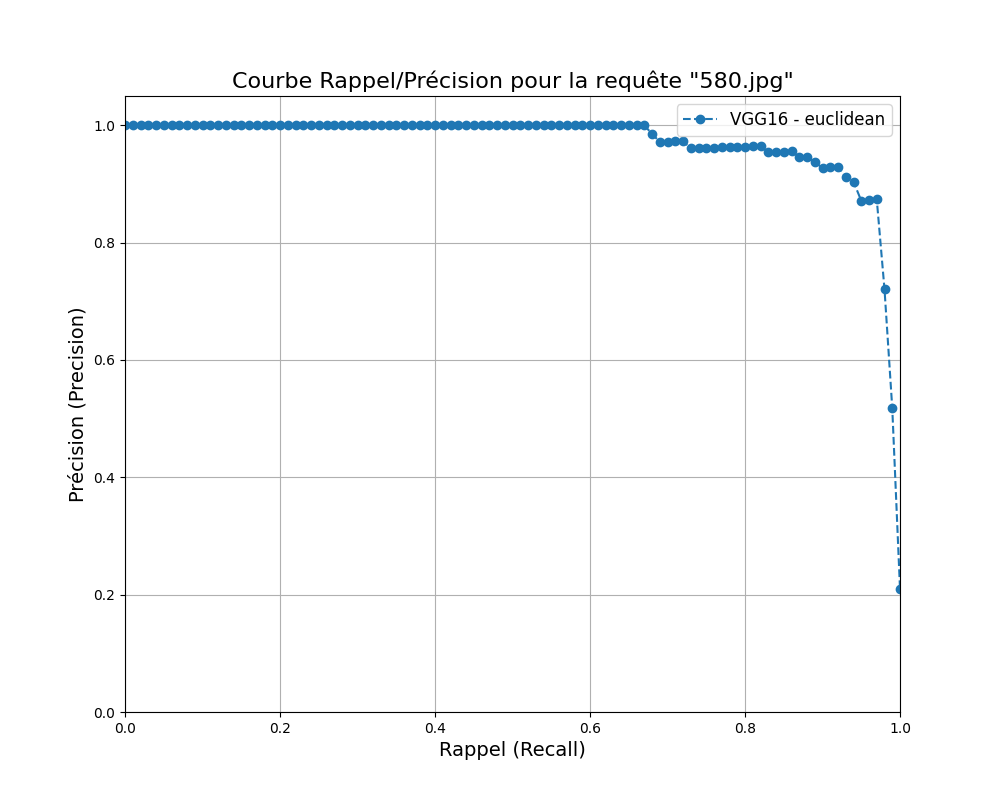 Courbe Rappel/Précision pour la requête "580.jpg"
VGG16 - euclidean
1.0
0.8
0.6
0.4
0.2
0.0
Précision (Precision)
0.0 0.2 0.4 0.6 0.8 1.0
Rappel (Recall)